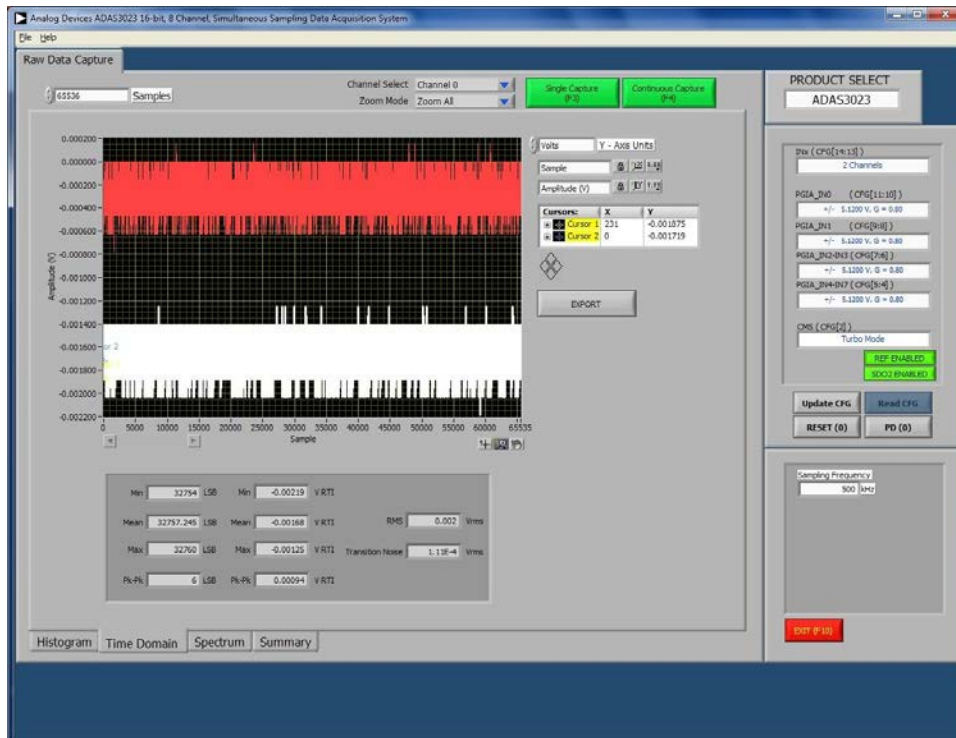 Analog Devices ADAS3023 16-bit, 8 Channel, Simultaneous Sampling Data Acquisition System
File Help
Raw Data Capture
65536 Samples
Channel Select Channel 0
Zoom Mode Zoom All
Single Capture (F3)
Continuous Capture (F4)
0.000200
0.000000
-0.000200
-0.000400
-0.000600
-0.000800
-0.001000
-0.001200
-0.001400
-0.001600
-0.001800
-0.002000
-0.002200
Amplitude (V)
or 2
0 5000 10000 15000 20000 25000 30000 35000 40000 45000 50000 55000 60000 65535
Sample
Volts Y - Axis Units
Sample
Amplitude (V)
Cursors: X Y
Cursor 1 231 -0.001875
Cursor 2 0 -0.001719
EXPORT
Min 32754 LSB Min -0.00219 V RTI
Mean 32757.245 LSB Mean -0.00168 V RTI RMS 0.002 Vrms
Max 32760 LSB Max -0.00125 V RTI Transition Noise 1.11E-4 Vrms
Pk-Pk 6 LSB Pk-Pk 0.00094 V RTI
Histogram Time Domain Spectrum Summary
PRODUCT SELECT
ADAS3023
INx (CFG[14:13])
2 Channels
PGIA_IN0 (CFG[11:10])
+/- 5.1200 V, G = 0.80
PGIA_IN1 (CFG[9:8])
+/- 5.1200 V, G = 0.80
PGIA_IN2-IN3 (CFG[7:6])
+/- 5.1200 V, G = 0.80
PGIA_IN4-IN7 (CFG[5:4])
+/- 5.1200 V, G = 0.80
CMS (CFG[2])
Turbo Mode
REF ENABLED
SDO2 ENABLED
Update CFG Read CFG
RESET (0) PD (0)
Sampling Frequency
500 kHz
EXIT (F10)